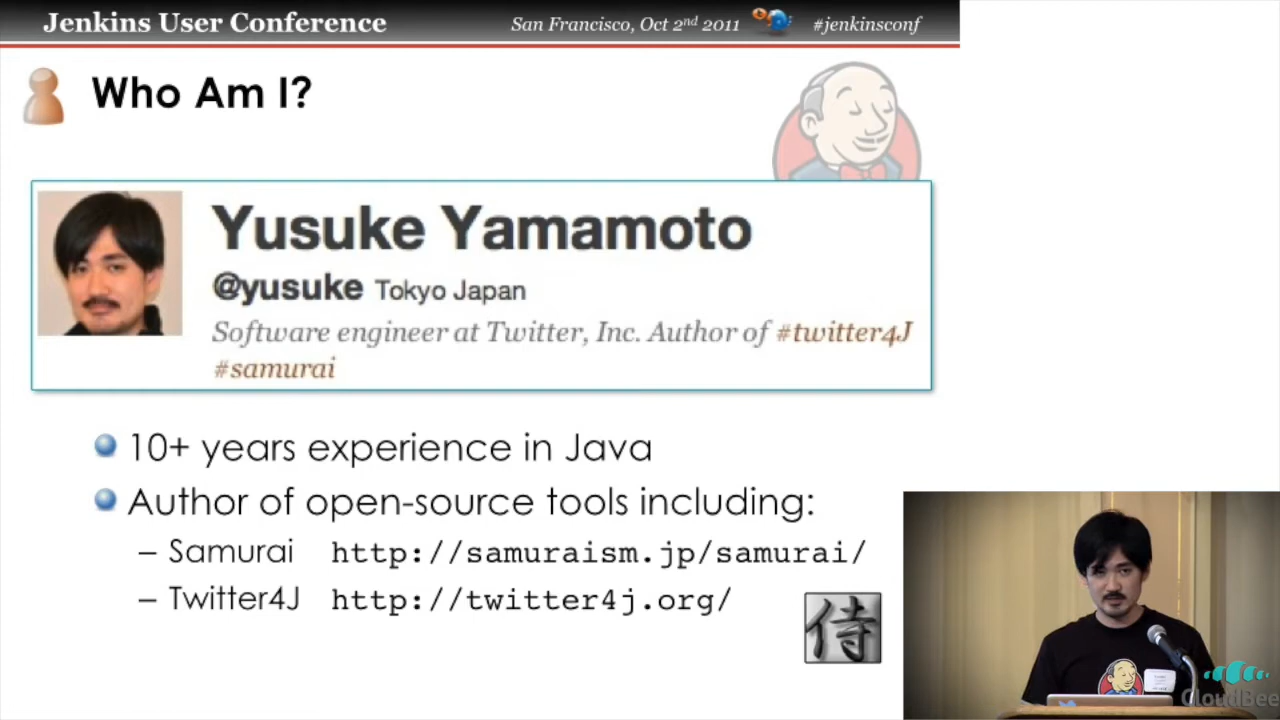 Jenkins User Conference
San Francisco, Oct 2nd 2011
#jenkinsconf
Who Am I?
Yusuke Yamamoto
@yusuke Tokyo Japan
Software engineer at Twitter, Inc. Author of #twitter4J
#samurai
10+ years experience in Java
Author of open-source tools including:
– Samurai http://samuraism.jp/samurai/
– Twitter4J http://twitter4j.org/
侍
CloudBee